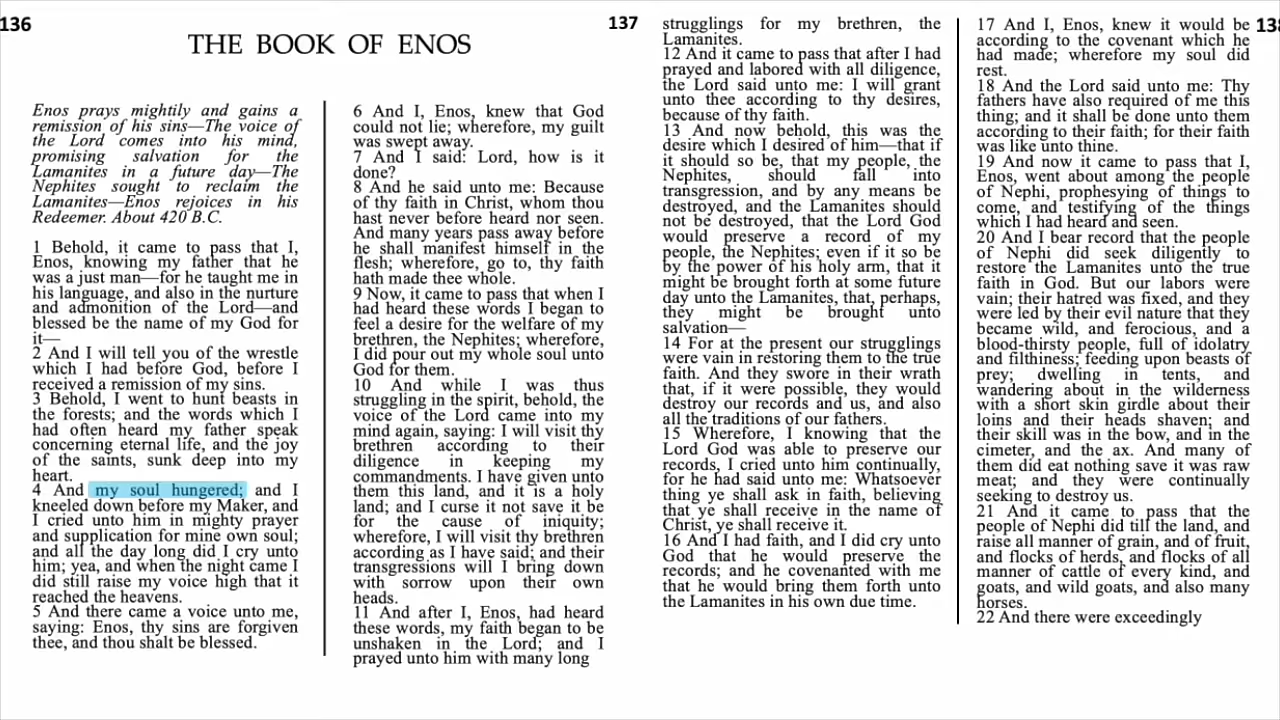 136
THE BOOK OF ENOS
Enos prays mightily and gains a
remission of his sins—The voice of
the Lord comes into his mind,
promising salvation for the
Lamanites in a future day—The
Nephites sought to reclaim the
Lamanites—Enos rejoices in his
Redeemer. About 420 B.C.
1 Behold, it came to pass that I,
Enos, knowing my father that he
was a just man—for he taught me in
his language, and also in the nurture
and admonition of the Lord—and
blessed be the name of my God for
it—
2 And I will tell you of the wrestle
which I had before God, before I
received a remission of my sins.
3 Behold, I went to hunt beasts in
the forests; and the words which I
had often heard my father speak
concerning eternal life, and the joy
of the saints, sunk deep into my
heart.
4 And my soul hungered; and I
kneeled down before my Maker, and
I cried unto him in mighty prayer
and supplication for mine own soul;
and all the day long did I cry unto
him; yea, and when the night came I
did still raise my voice high that it
reached the heavens.
5 And there came a voice unto me,
saying: Enos, thy sins are forgiven
thee, and thou shalt be blessed.
6 And I, Enos, knew that God
could not lie; wherefore, my guilt
was swept away.
7 And I said: Lord, how is it
done?
8 And he said unto me: Because
of thy faith in Christ, whom thou
hast never before heard nor seen.
And many years pass away before
he shall manifest himself in the
flesh; wherefore, go to, thy faith
hath made thee whole.
9 Now, it came to pass that when I
had heard these words I began to
feel a desire for the welfare of my
brethren, the Nephites; wherefore,
I did pour out my whole soul unto
God for them.
10 And while I was thus
struggling in the spirit, behold, the
voice of the Lord came into my
mind again, saying: I will visit thy
brethren according to their
diligence in keeping my
commandments. I have given unto
them this land, and it is a holy
land; and I curse it not save it be
for the cause of iniquity;
wherefore, I will visit thy brethren
according as I have said; and their
transgressions will I bring down
with sorrow upon their own
heads.
11 And after I, Enos, had heard
these words, my faith began to be
unshaken in the Lord; and I
prayed unto him with many long
137
strugglings for my brethren, the
Lamanites.
12 And it came to pass that after I had
prayed and labored with all diligence,
the Lord said unto me: I will grant
unto thee according to thy desires,
because of thy faith.
13 And now behold, this was the
desire which I desired of him—that if
it should so be, that my people, the
Nephites, should fall into
transgression, and by any means be
destroyed, and the Lamanites should
not be destroyed, that the Lord God
would preserve a record of my
people, the Nephites; even if it so be
by the power of his holy arm, that it
might be brought forth at some future
day unto the Lamanites, that, perhaps,
they might be brought unto
salvation—
14 For at the present our strugglings
were vain in restoring them to the true
faith. And they swore in their wrath
that, if it were possible, they would
destroy our records and us, and also
all the traditions of our fathers.
15 Wherefore, I knowing that the
Lord God was able to preserve our
records, I cried unto him continually,
for he had said unto me: Whatsoever
thing ye shall ask in faith, believing
that ye shall receive in the name of
Christ, ye shall receive it.
16 And I had faith, and I did cry unto
God that he would preserve the
records; and he covenanted with me
that he would bring them forth unto
the Lamanites in his own due time.
17 And I, Enos, knew it would be
according to the covenant which he
had made; wherefore my soul did
rest.
18 And the Lord said unto me: Thy
fathers have also required of me this
thing; and it shall be done unto them
according to their faith; for their faith
was like unto thine.
19 And now it came to pass that I,
Enos, went about among the people
of Nephi, prophesying of things to
come, and testifying of the things
which I had heard and seen.
20 And I bear record that the people
of Nephi did seek diligently to
restore the Lamanites unto the true
faith in God. But our labors were
vain; their hatred was fixed, and they
were led by their evil nature that they
became wild, and ferocious, and a
blood-thirsty people, full of idolatry
and filthiness; feeding upon beasts of
prey; dwelling in tents, and
wandering about in the wilderness
with a short skin girdle about their
loins and their heads shaven; and
their skill was in the bow, and in the
cimeter, and the ax. And many of
them did eat nothing save it was raw
meat; and they were continually
seeking to destroy us.
21 And it came to pass that the
people of Nephi did till the land, and
raise all manner of grain, and of fruit,
and flocks of herds, and flocks of all
manner of cattle of every kind, and
goats, and wild goats, and also many
horses.
22 And there were exceedingly